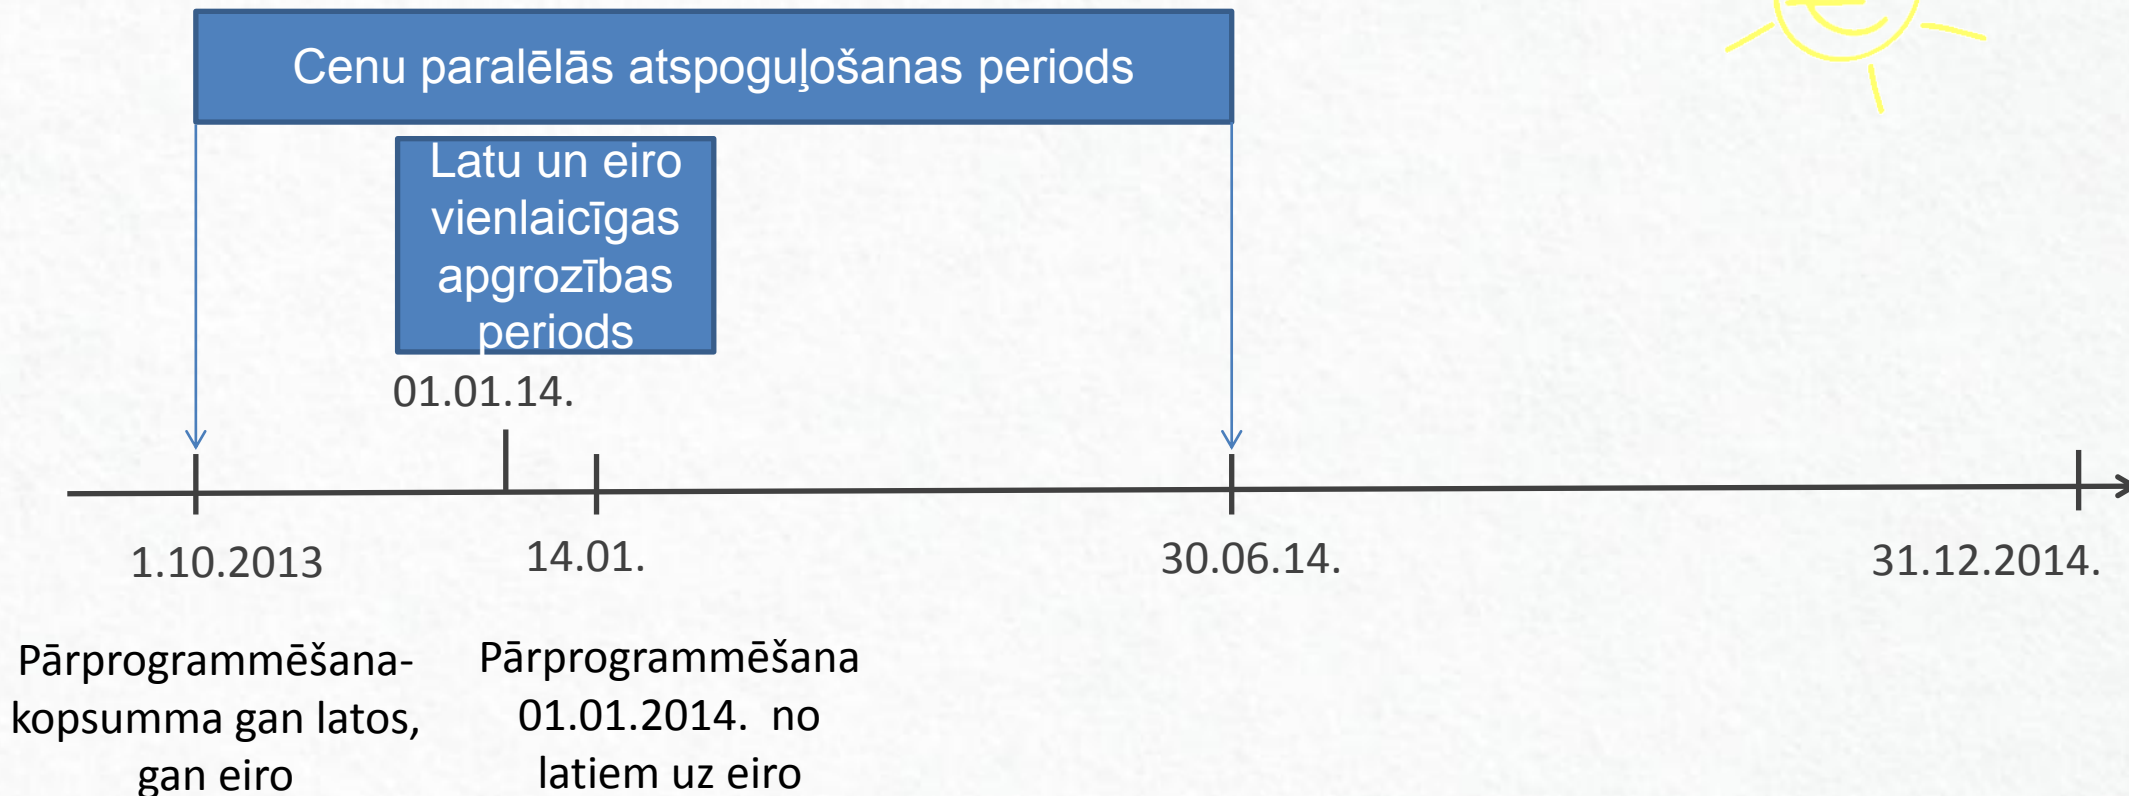 Cenu paralēlās atspoguļošanas periods
Latu un eiro
vienlaicīgas
apgrozības
periods
01.01.14.
1.10.2013
14.01.
30.06.14.
31.12.2014.
Pārprogrammēšana-
kopsumma gan latos,
gan eiro
Pārprogrammēšana
01.01.2014. no
latiem uz eiro